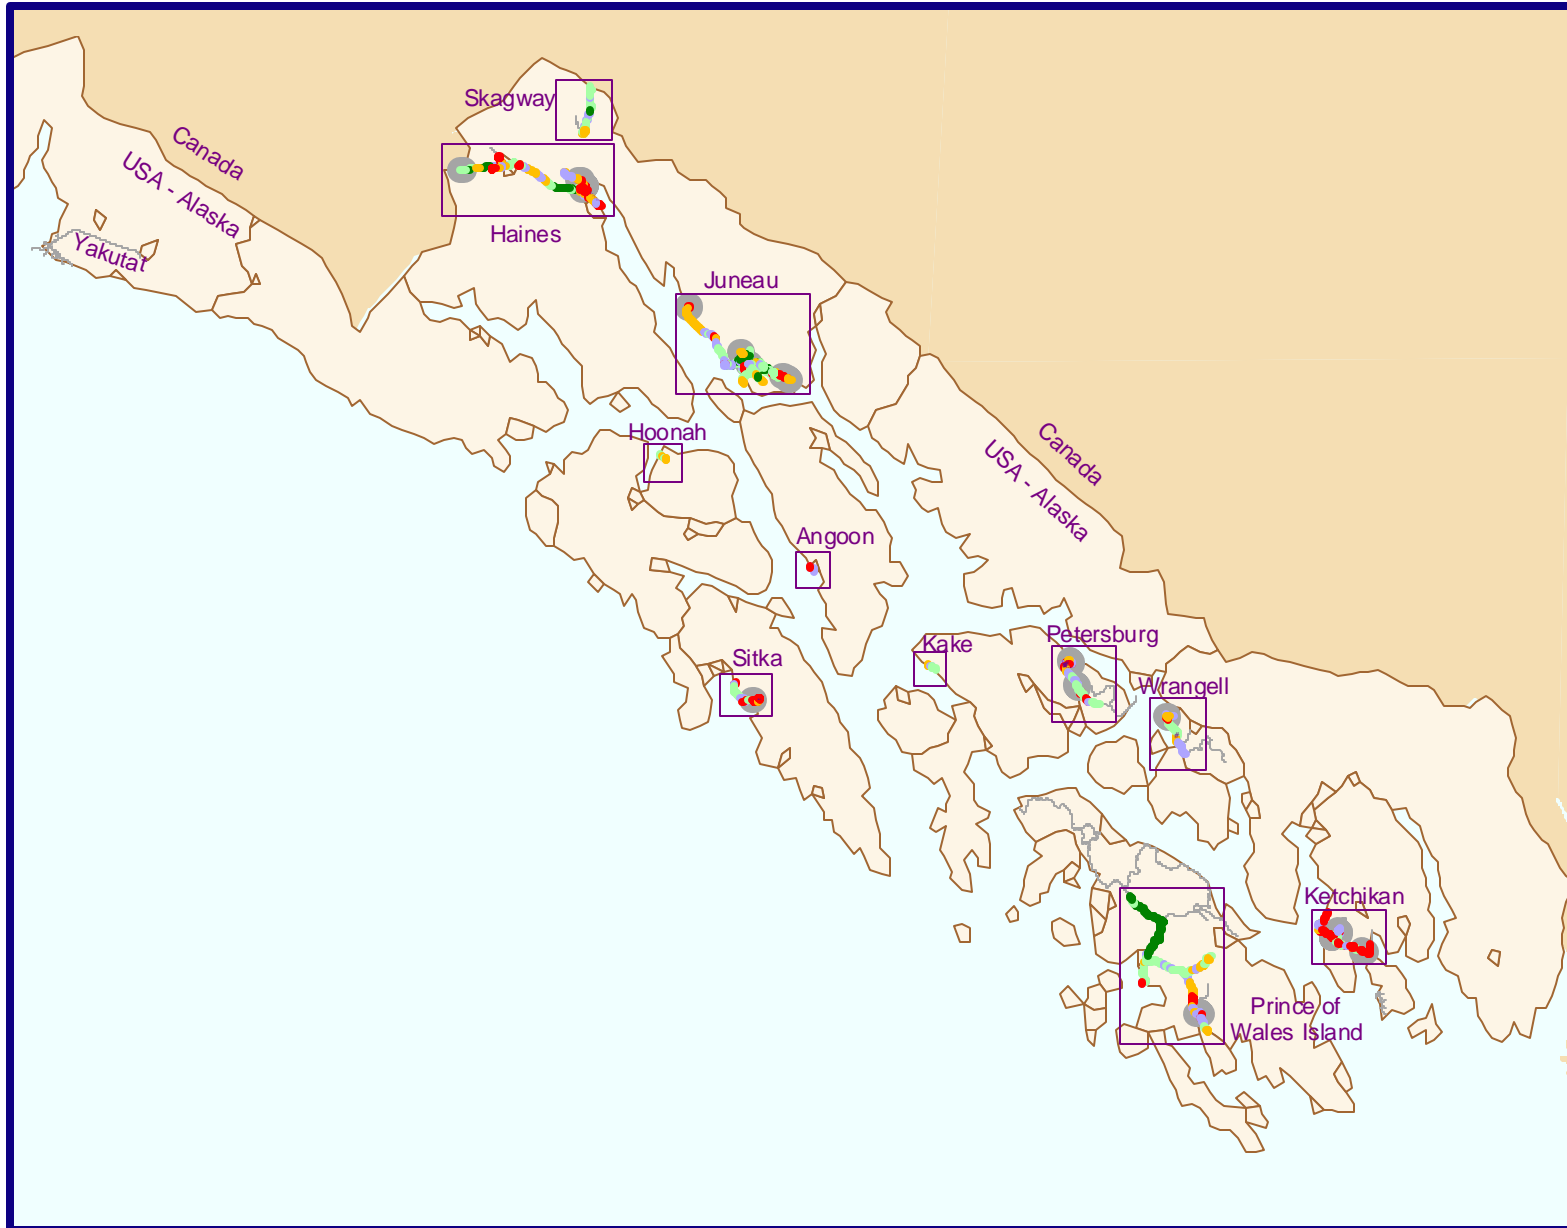 Skagway
Canada
USA - Alaska
Haines
Yakutat
Juneau
Hoonah
Canada
USA - Alaska
Angoon
Kake
Petersburg
Sitka
Wrangell
Ketchikan
Prince of
Wales Island